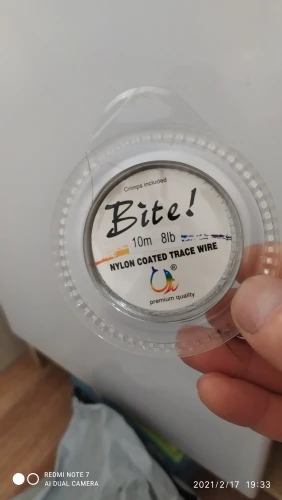 Crimps included
Bite!
10m 8lb
NYLON COATED TRACE WIRE
®
premium quality
REDMI NOTE 7
AI DUAL CAMERA
2021/2/17 19:33